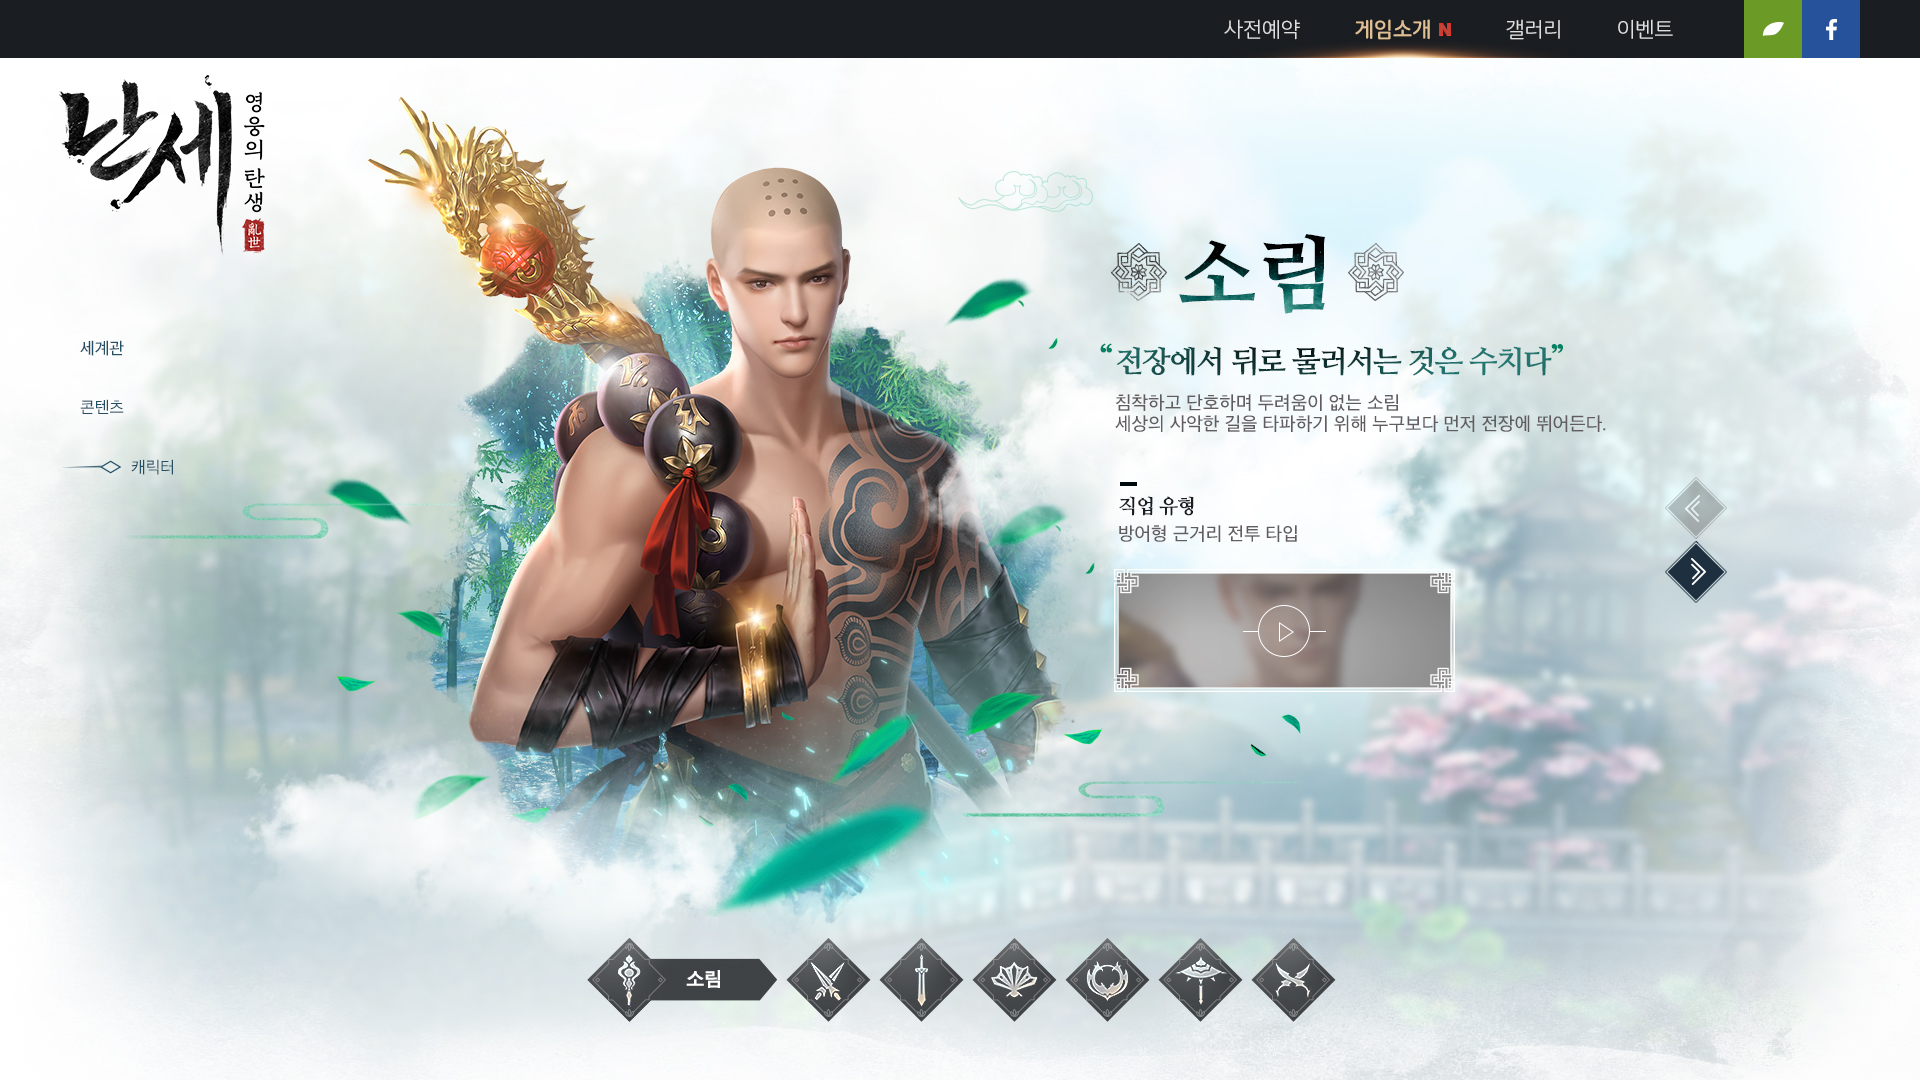 사전예약
게임소개 N
갤러리
이벤트
난세
영웅의 탄생
亂世
세계관
콘텐츠
캐릭터
소림
“전장에서 뒤로 물러서는 것은 수치다”
침착하고 단호하며 두려움이 없는 소림
세상의 사악한 길을 타파하기 위해 누구보다 먼저 전장에 뛰어든다.
직업 유형
방어형 근거리 전투 타입
소림